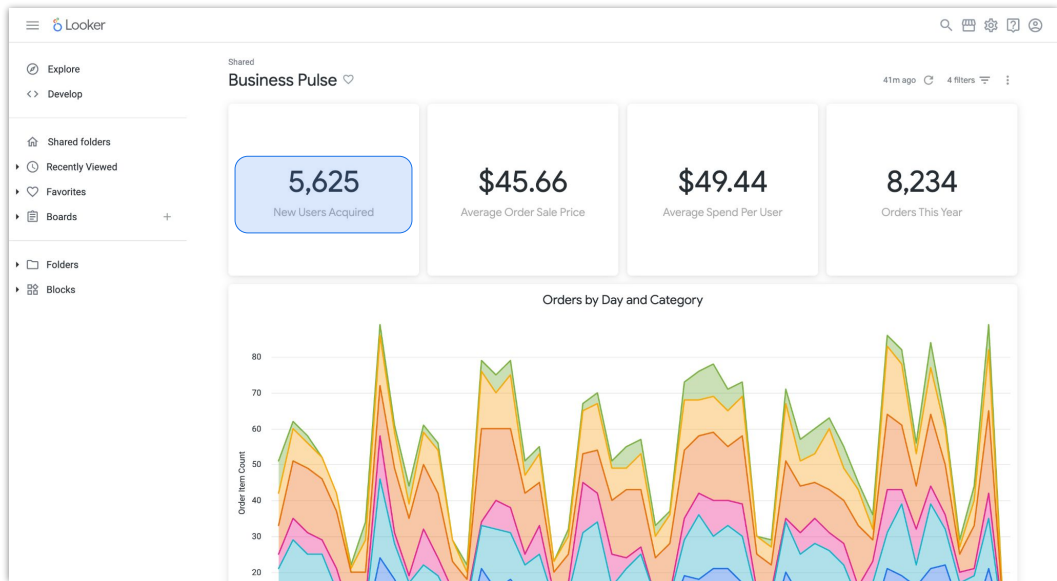 Looker
Explore
Develop
Shared folders
Recently Viewed
Favorites
Boards
Folders
Blocks
Shared
Business Pulse
41m ago
4 filters
5,625
New Users Acquired
$45.66
Average Order Sale Price
$49.44
Average Spend Per User
8,234
Orders This Year
Orders by Day and Category
Order Item Count
80
70
60
50
40
30
20